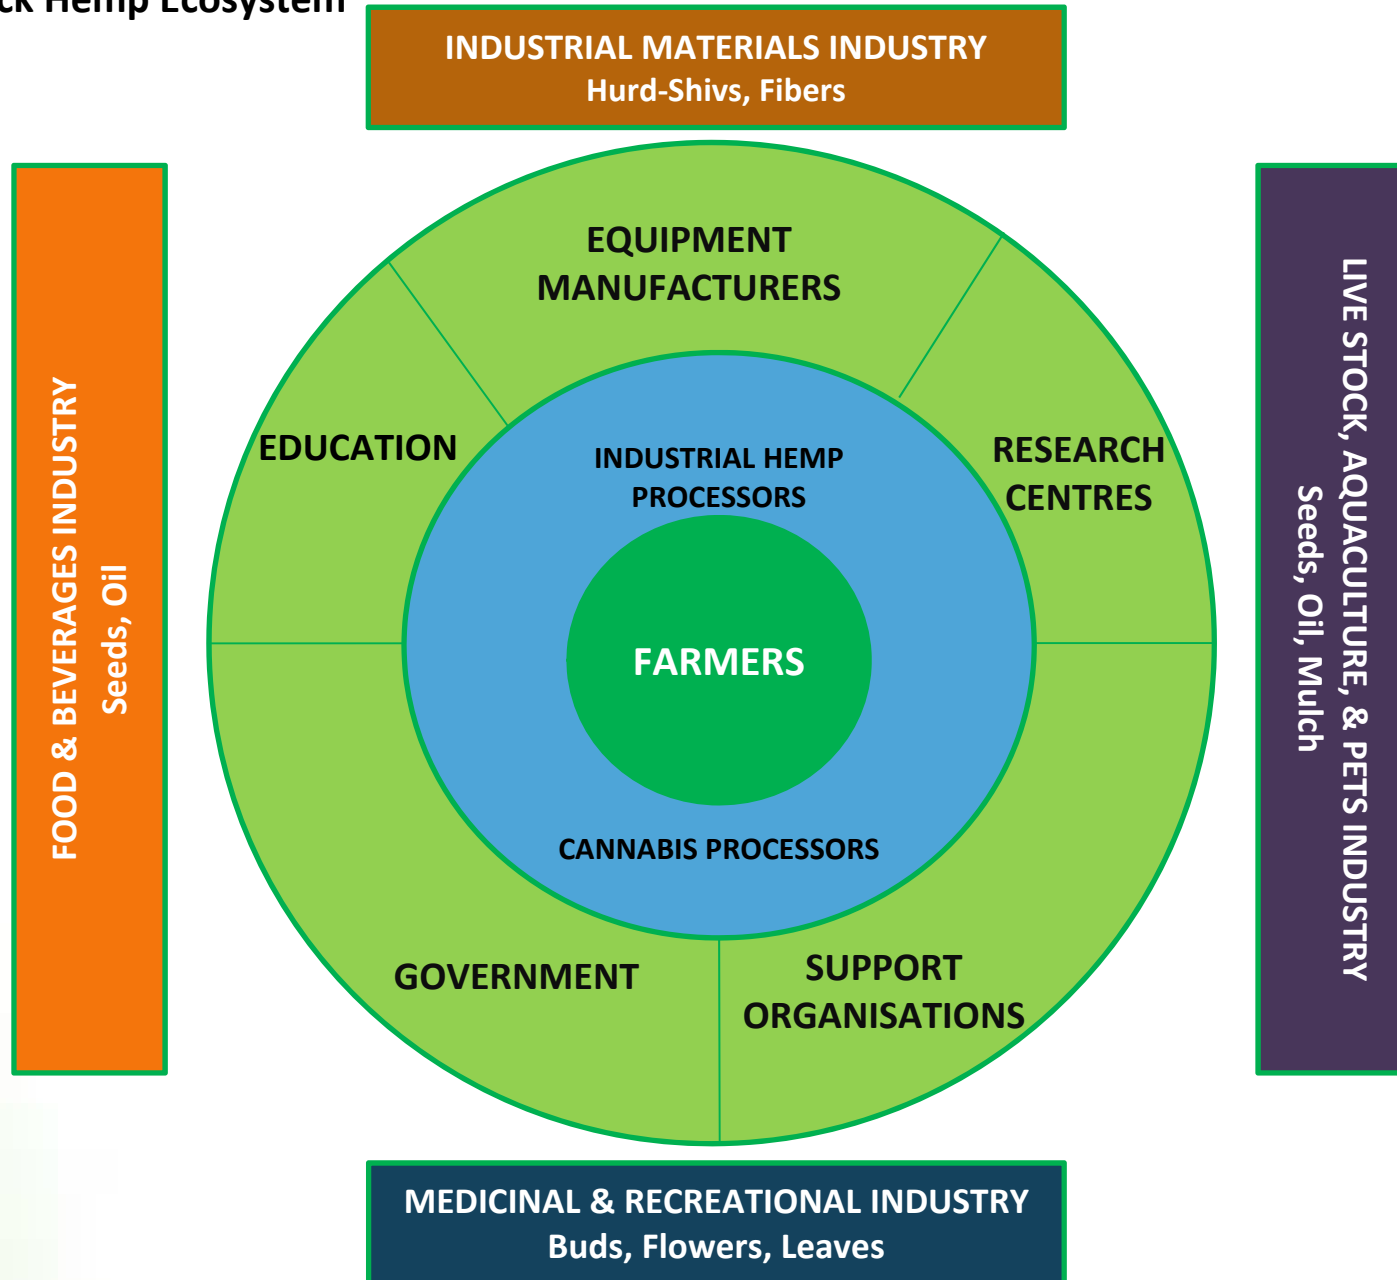 Hemp Ecosystem
INDUSTRIAL MATERIALS INDUSTRY
Hurd-Shivs, Fibers
EQUIPMENT
MANUFACTURERS
EDUCATION
RESEARCH
CENTRES
INDUSTRIAL HEMP
PROCESSORS
FARMERS
CANNABIS PROCESSORS
GOVERNMENT
SUPPORT
ORGANISATIONS
FOOD & BEVERAGES INDUSTRY
Seeds, Oil
LIVE STOCK, AQUACULTURE, & PETS INDUSTRY
Seeds, Oil, Mulch
MEDICINAL & RECREATIONAL INDUSTRY
Buds, Flowers, Leaves